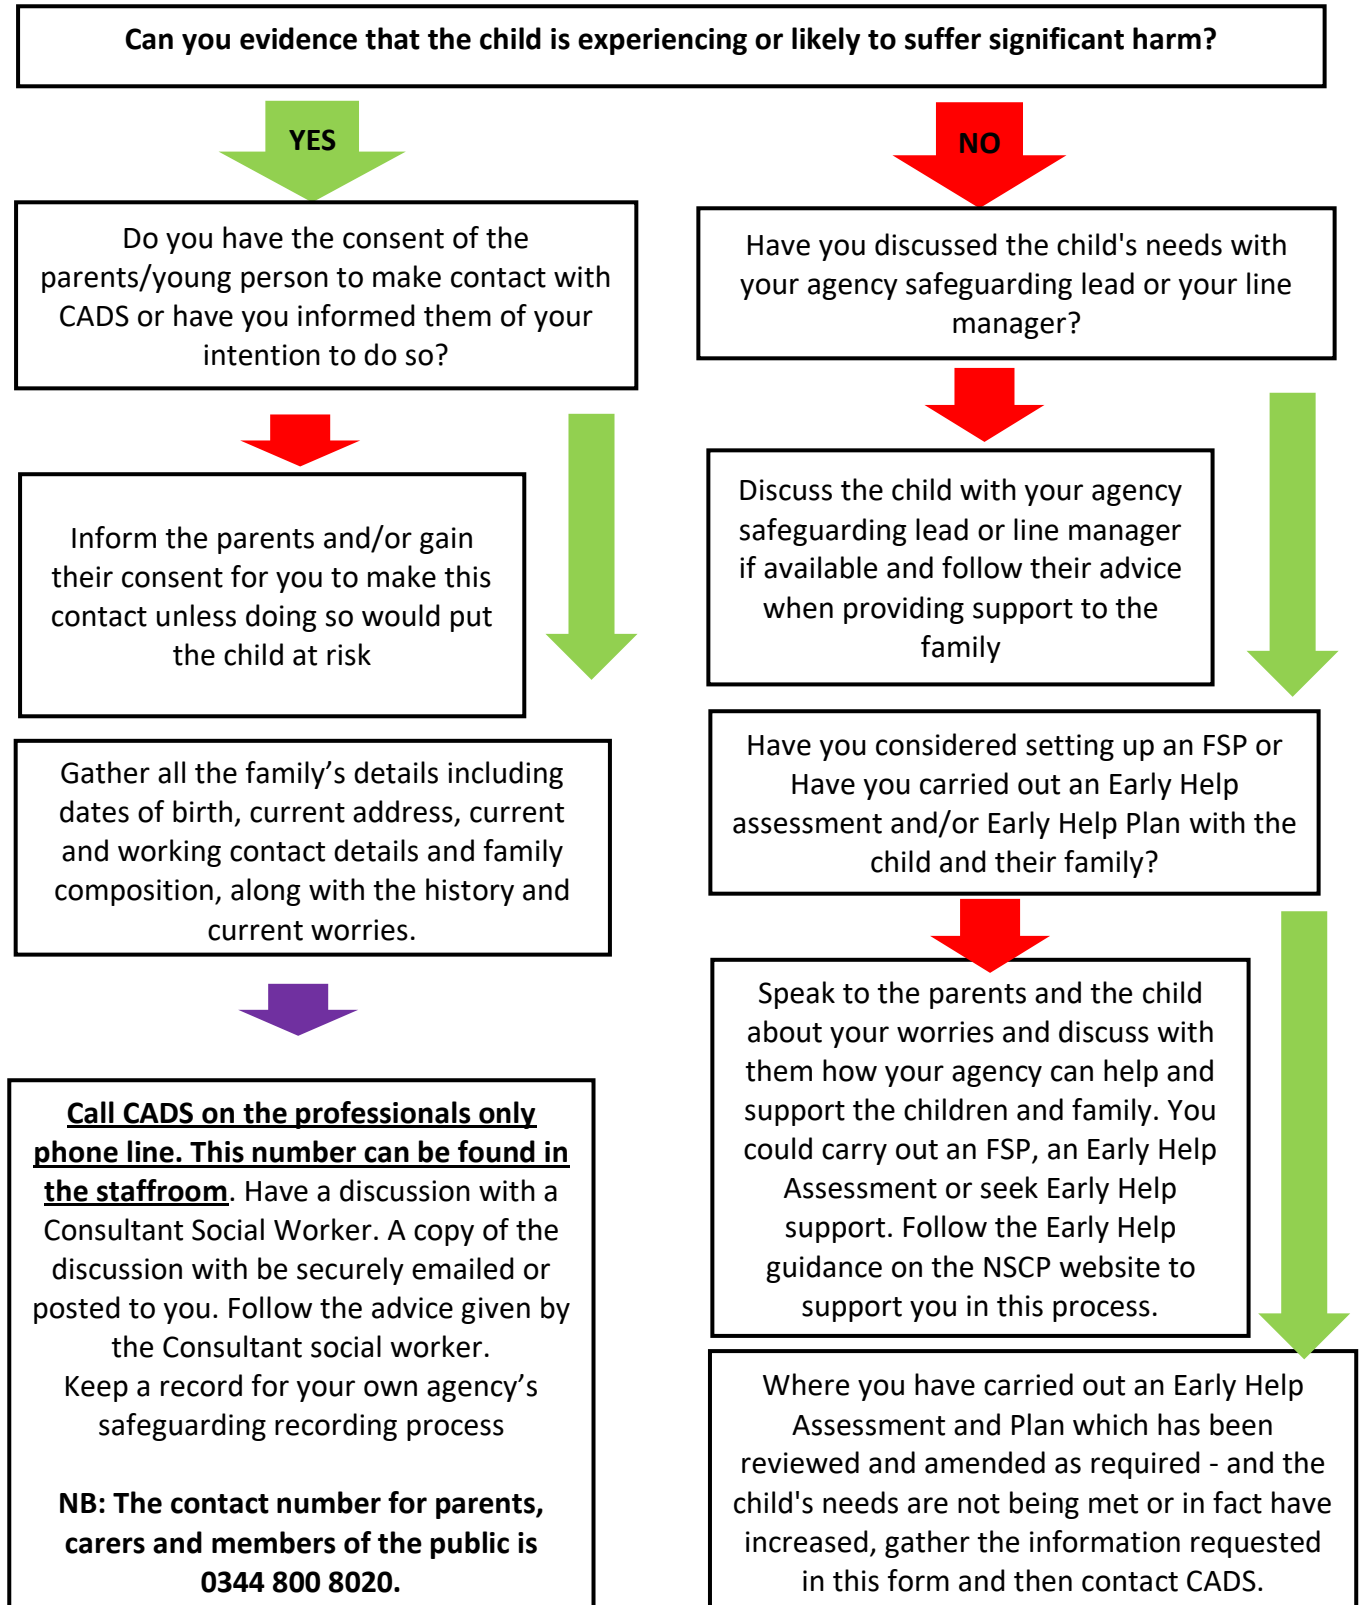 Can you evidence that the child is experiencing or likely to suffer significant harm?
YES
NO
Do you have the consent of the
parents/young person to make contact with
CADS or have you informed them of your
intention to do so?
Have you discussed the child's needs with
your agency safeguarding lead or your line
manager?
Inform the parents and/or gain
their consent for you to make this
contact unless doing so would put
the child at risk
Discuss the child with your agency
safeguarding lead or line manager
if available and follow their advice
when providing support to the
family
Gather all the family’s details including
dates of birth, current address, current
and working contact details and family
composition, along with the history and
current worries.
Have you considered setting up an FSP or
Have you carried out an Early Help
assessment and/or Early Help Plan with the
child and their family?
Call CADS on the professionals only
phone line. This number can be found in
the staffroom. Have a discussion with a
Consultant Social Worker. A copy of the
discussion with be securely emailed or
posted to you. Follow the advice given by
the Consultant social worker.
Keep a record for your own agency’s
safeguarding recording process
NB: The contact number for parents,
carers and members of the public is
0344 800 8020.
Speak to the parents and the child
about your worries and discuss with
them how your agency can help and
support the children and family. You
could carry out an FSP, an Early Help
Assessment or seek Early Help
support. Follow the Early Help
guidance on the NSCP website to
support you in this process.
Where you have carried out an Early Help
Assessment and Plan which has been
reviewed and amended as required - and the
child's needs are not being met or in fact have
increased, gather the information requested
in this form and then contact CADS.